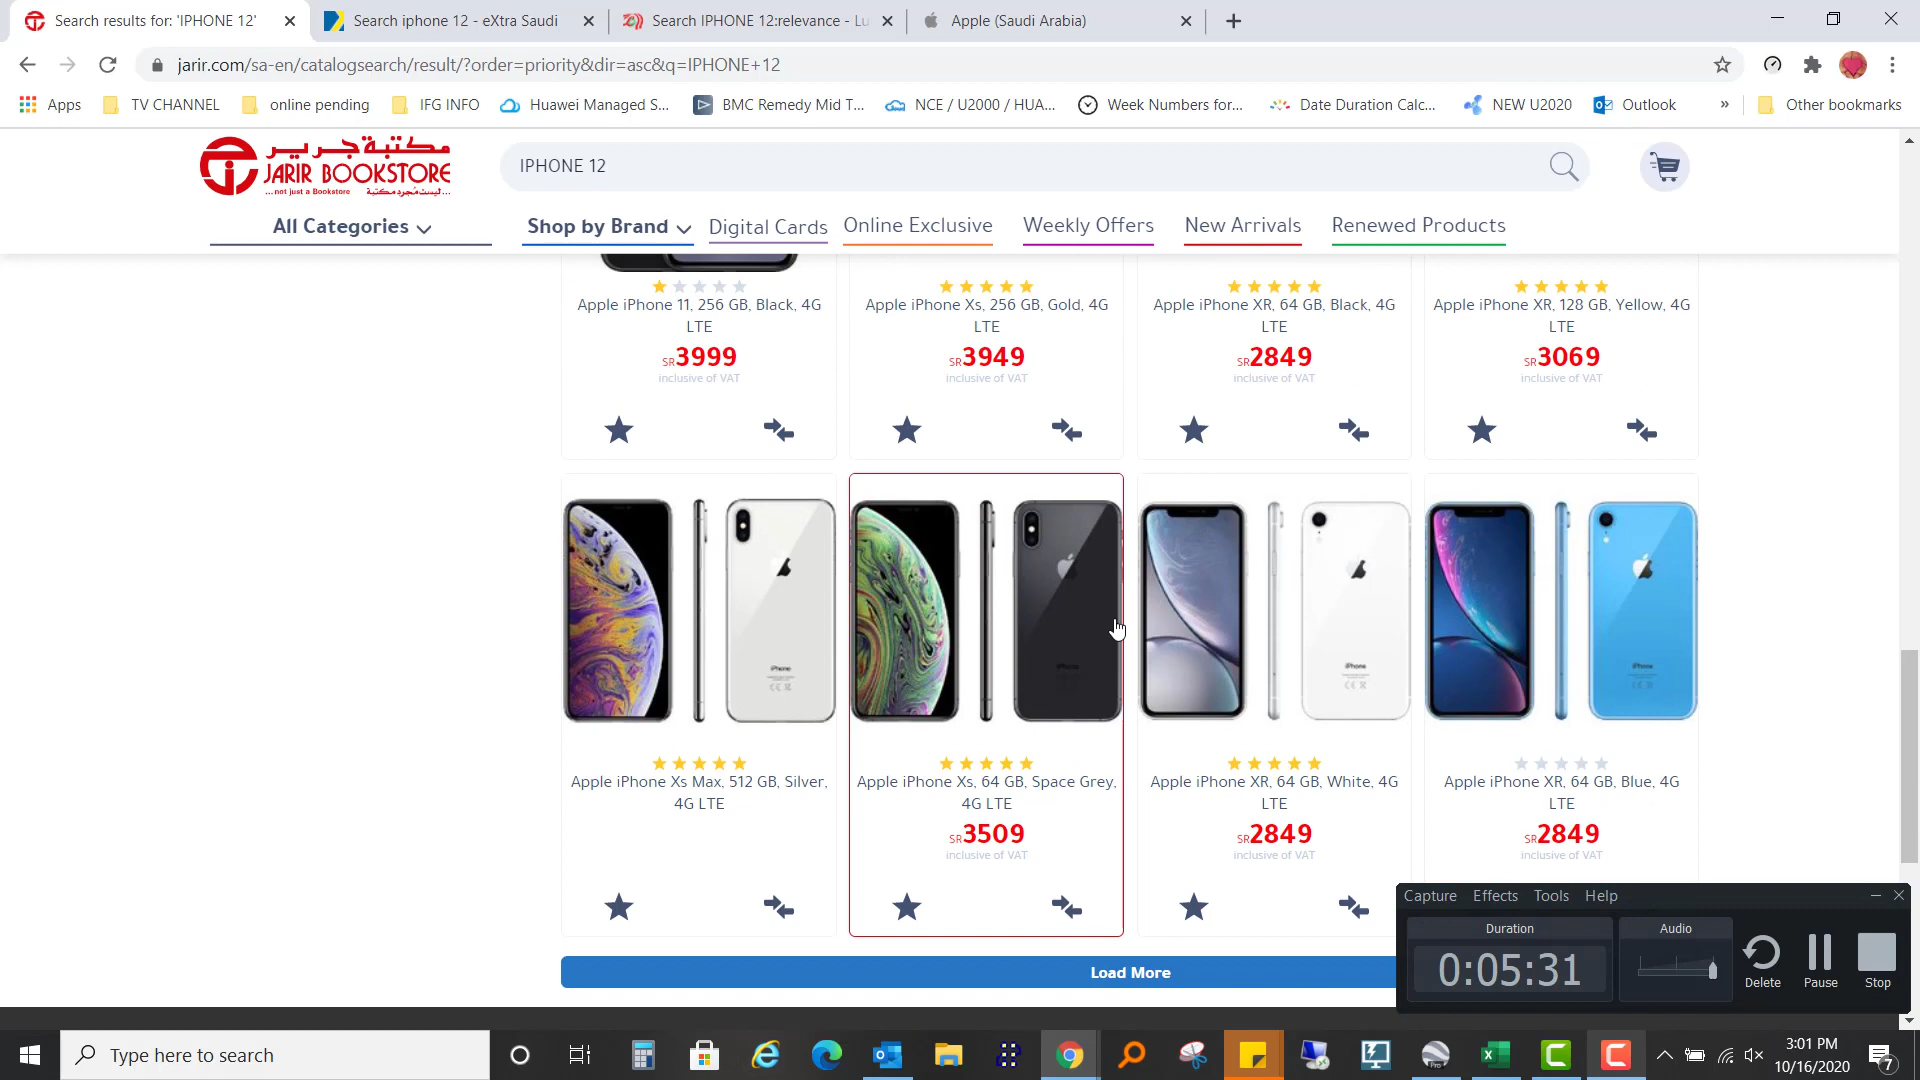 Search results for: 'IPHONE 12'
Search iphone 12 - eXtra Saudi
Search IPHONE 12:relevance - Lu
Apple (Saudi Arabia)
jarir.com/sa-en/catalogsearch/result/?order=priority&dir=asc&q=IPHONE+12
Apps
TV CHANNEL
online pending
IFG INFO
Huawei Managed S...
BMC Remedy Mid T...
NCE / U2000 / HUA...
Week Numbers for...
Date Duration Calc...
NEW U2020
Outlook
»
Other bookmarks
مكتبة جرير
JARIR BOOKSTORE
...not just a Bookstore ليست مجرد مكتبة...
IPHONE 12
All Categories
Shop by Brand
Digital Cards
Online Exclusive
Weekly Offers
New Arrivals
Renewed Products
Apple iPhone 11, 256 GB, Black, 4G
LTE
SR3999
inclusive of VAT
Apple iPhone Xs, 256 GB, Gold, 4G
LTE
SR3949
inclusive of VAT
Apple iPhone XR, 64 GB, Black, 4G
LTE
SR2849
inclusive of VAT
Apple iPhone XR, 128 GB, Yellow, 4G
LTE
SR3069
inclusive of VAT
iPhone
iPhone
iPhone
iPhone
Apple iPhone Xs Max, 512 GB, Silver,
4G LTE
Apple iPhone Xs, 64 GB, Space Grey,
4G LTE
SR3509
inclusive of VAT
Apple iPhone XR, 64 GB, White, 4G
LTE
SR2849
inclusive of VAT
Apple iPhone XR, 64 GB, Blue, 4G
LTE
SR2849
inclusive of VAT
Load More
Capture Effects Tools Help
Duration
0:05:31
Audio
Delete
Pause
Stop
Type here to search
3:01 PM
10/16/2020
7